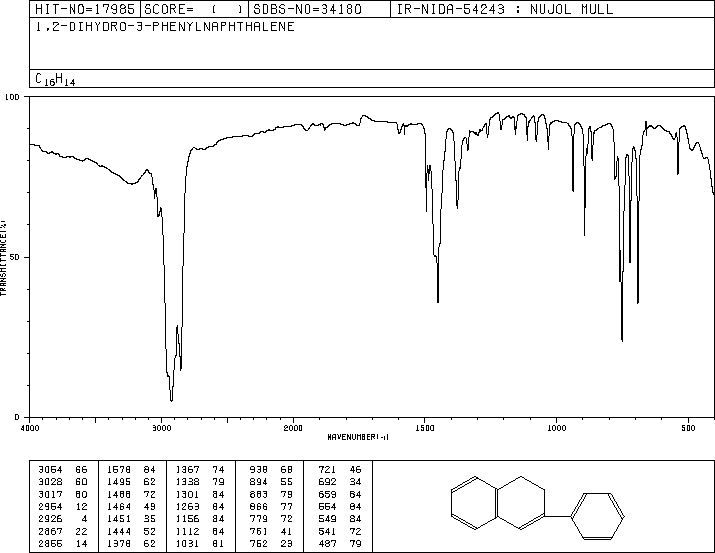 HIT-NO=17985 SCORE= ( ) SDBS-NO=34180 IR-NIDA-54243 : NUJOL MULL
1,2-DIHYDRO-3-PHENYLNAPHTHALENE
C16H14
100
50
0
TRANSMITTANCE(%)
4000 3000 2000 1500 1000 500
WAVENUMBER(-1)
3054 66 1578 84 1367 74 938 68 721 46
3028 60 1495 62 1338 79 894 55 692 34
3017 60 1488 72 1301 84 883 79 659 84
2954 12 1464 49 1263 84 866 77 554 84
2926 4 1451 35 1156 84 779 72 549 84
2867 22 1444 52 1112 84 761 41 541 72
2855 14 1378 62 1031 81 752 23 487 79